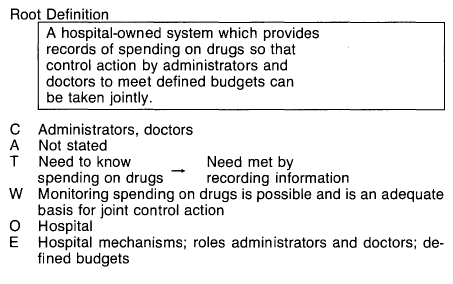 Root Definition
A hospital-owned system which provides
records of spending on drugs so that
control action by administrators and
doctors to meet defined budgets can
be taken jointly.
C Administrators, doctors
A Not stated
T Need to know → Need met by
spending on drugs recording information
W Monitoring spending on drugs is possible and is an adequate
basis for joint control action
O Hospital
E Hospital mechanisms; roles administrators and doctors; de-
fined budgets